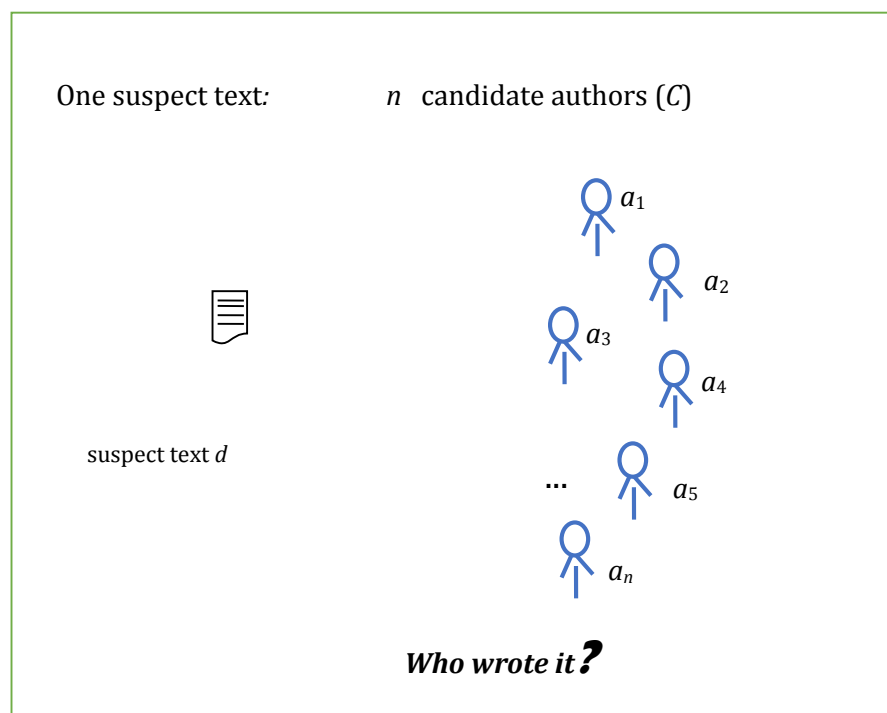 One suspect text: n candidate authors (C)
a1
a2
a3
a4
suspect text d
... a5
an
Who wrote it?